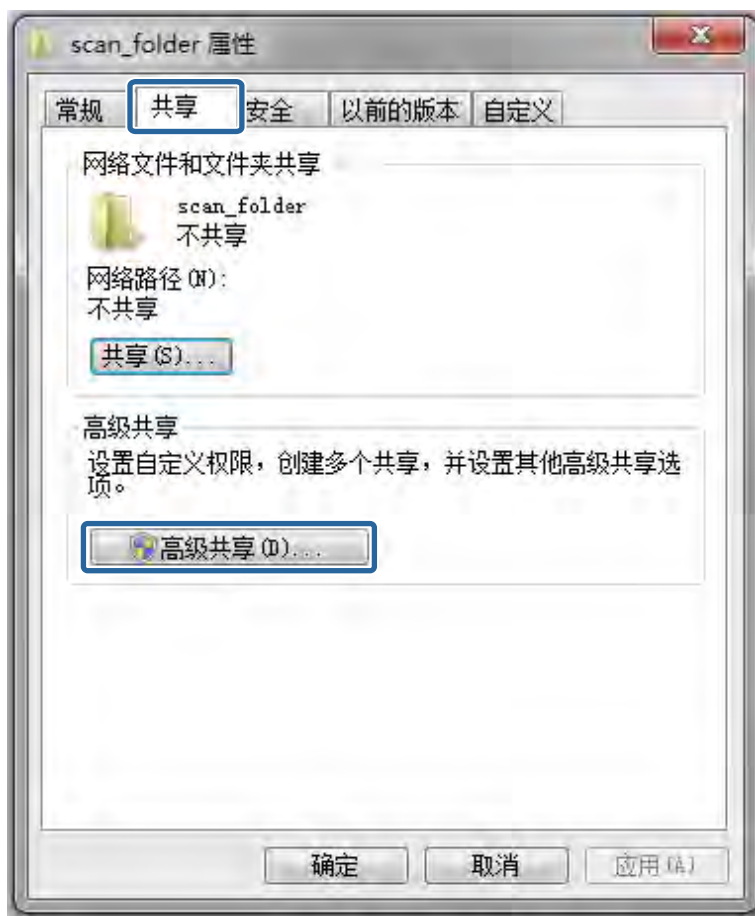 scan_folder 属性
常规 共享 安全 以前的版本 自定义
网络文件和文件夹共享
scan_folder
不共享
网络路径(N):
不共享
共享(S)...
高级共享
设置自定义权限，创建多个共享，并设置其他高级共享选
项。
高级共享(D)...
确定 取消 应用(A)